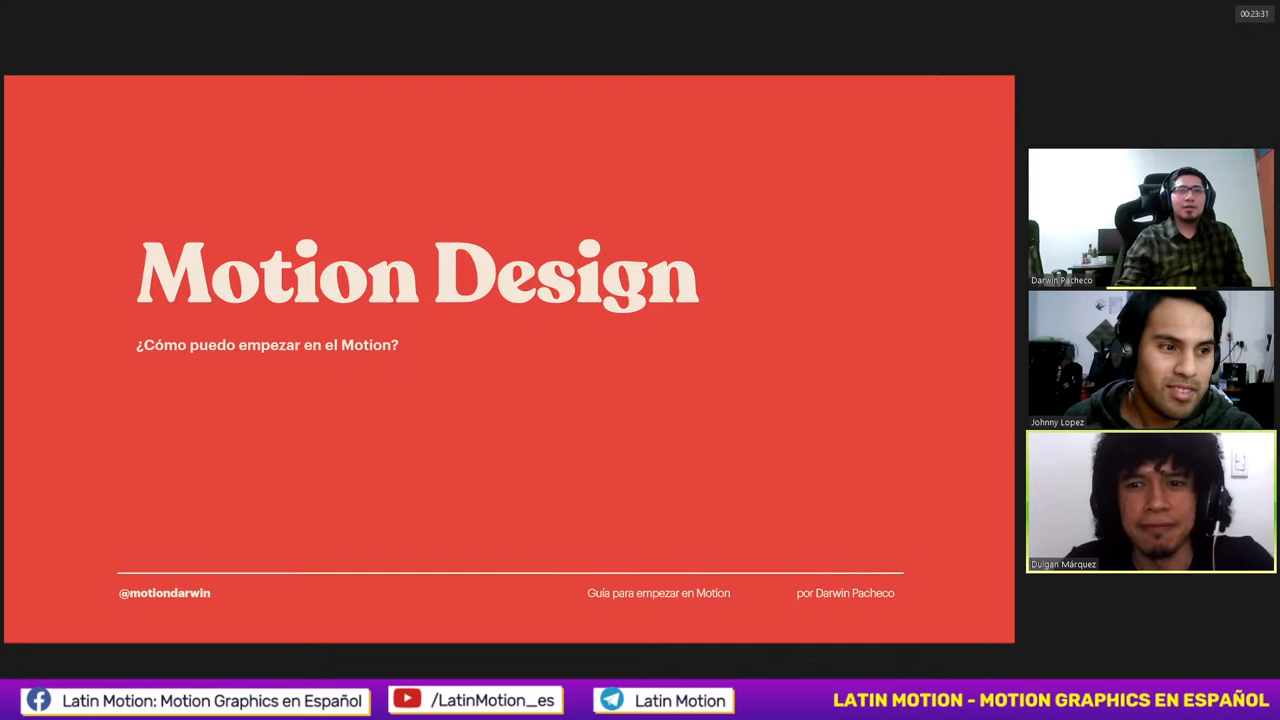 00:23:31
Motion Design
¿Cómo puedo empezar en el Motion?
@motiondarwin
Guía para empezar en Motion
por Darwin Pacheco
Darwin Pacheco
Johnny Lopez
Dulgan Márquez
Latin Motion: Motion Graphics en Español
/LatinMotion_es
Latin Motion
LATIN MOTION - MOTION GRAPHICS EN ESPAÑOL